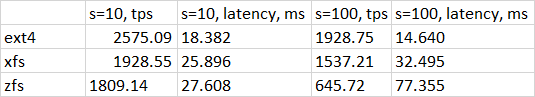 s=10, tps s=10, latency, ms s=100, tps s=100, latency, ms
ext4 2575.09 18.382 1928.75 14.640
xfs 1928.55 25.896 1537.21 32.495
zfs 1809.14 27.608 645.72 77.355